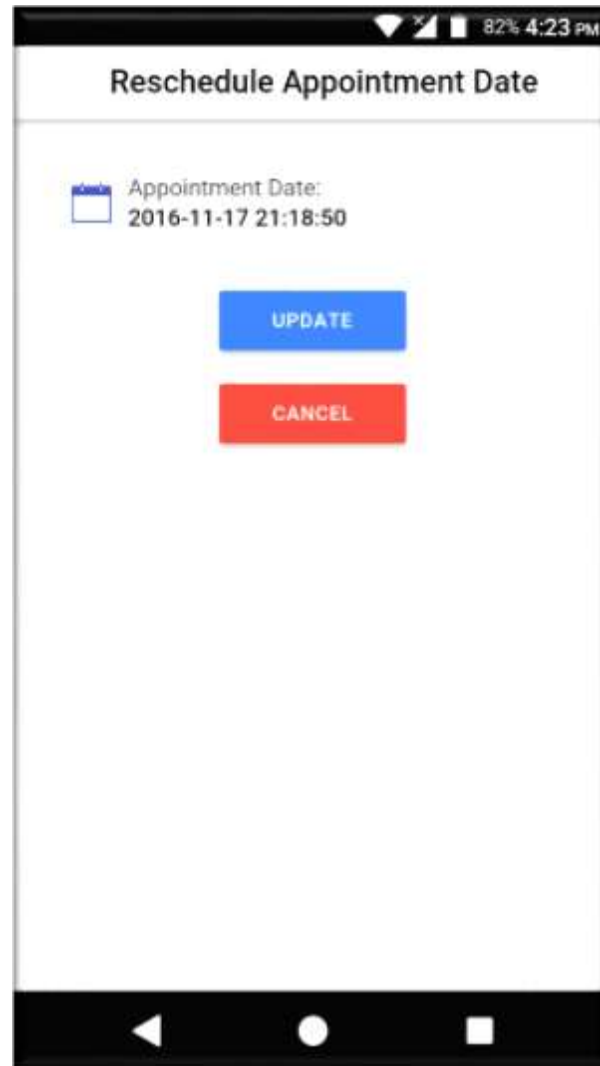 82% 4:23 PM
Reschedule Appointment Date
Appointment Date:
2016-11-17 21:18:50
UPDATE
CANCEL